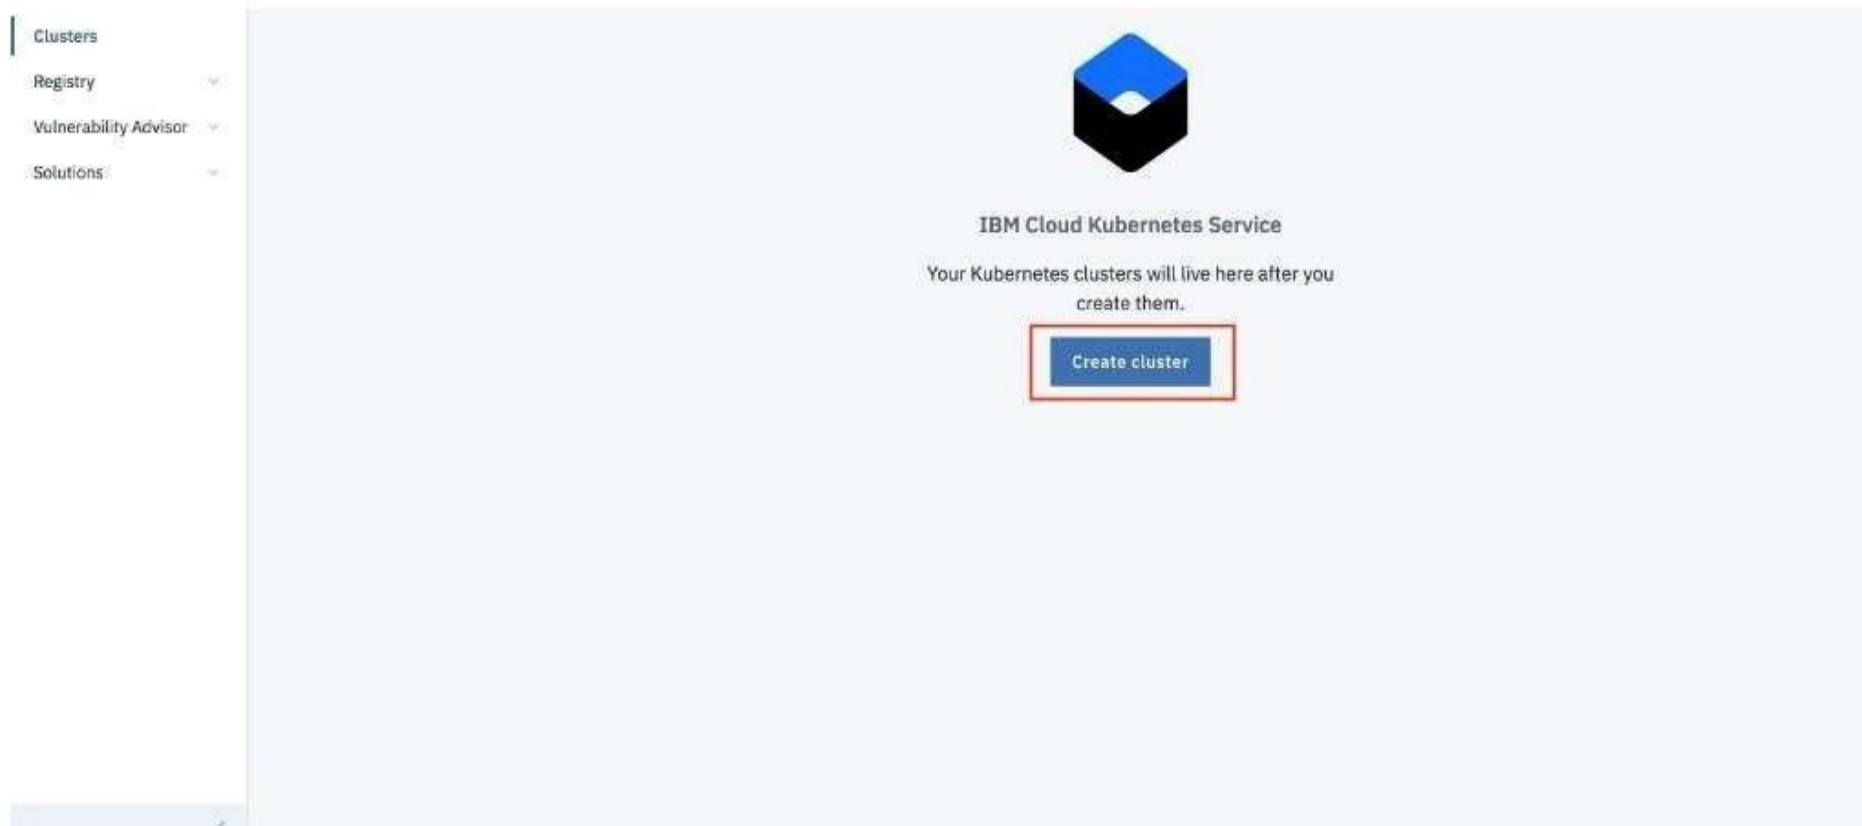 Clusters
Registry
Vulnerability Advisor
Solutions
IBM Cloud Kubernetes Service
Your Kubernetes clusters will live here after you
create them.
Create cluster